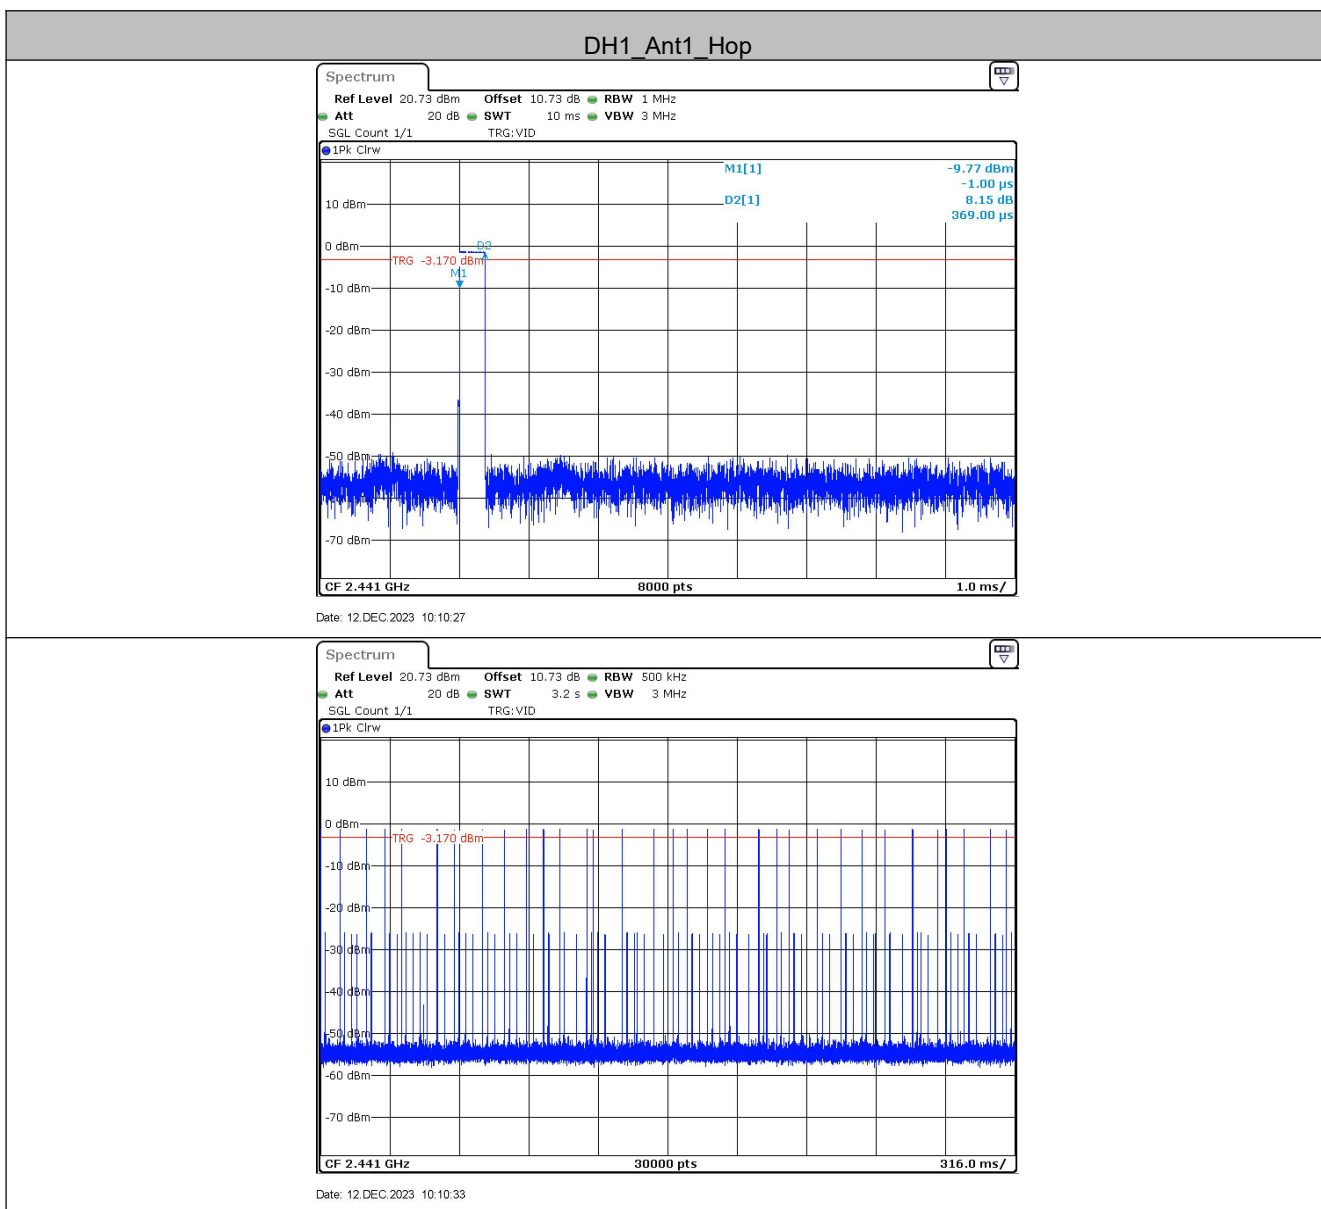 DH1_Ant1_Hop
Spectrum
Ref Level 20.73 dBm Offset 10.73 dB RBW 1 MHz
Att 20 dB SWT 10 ms VBW 3 MHz
SGL Count 1/1 TRG:VID
1Pk Clrw
M1[1] -9.77 dBm
-1.00 µs
D2[1] 8.15 dB
369.00 µs
10 dBm
0 dBm
D2
TRG -3.170 dBm
M1
-10 dBm
-20 dBm
-30 dBm
-40 dBm
-50 dBm
-70 dBm
CF 2.441 GHz 8000 pts 1.0 ms/
Date: 12.DEC.2023 10:10:27
Spectrum
Ref Level 20.73 dBm Offset 10.73 dB RBW 500 kHz
Att 20 dB SWT 3.2 s VBW 3 MHz
SGL Count 1/1 TRG:VID
1Pk Clrw
10 dBm
0 dBm
TRG -3.170 dBm
-10 dBm
-20 dBm
-30 dBm
-40 dBm
-50 dBm
-60 dBm
-70 dBm
CF 2.441 GHz 30000 pts 316.0 ms/
Date: 12.DEC.2023 10:10:33